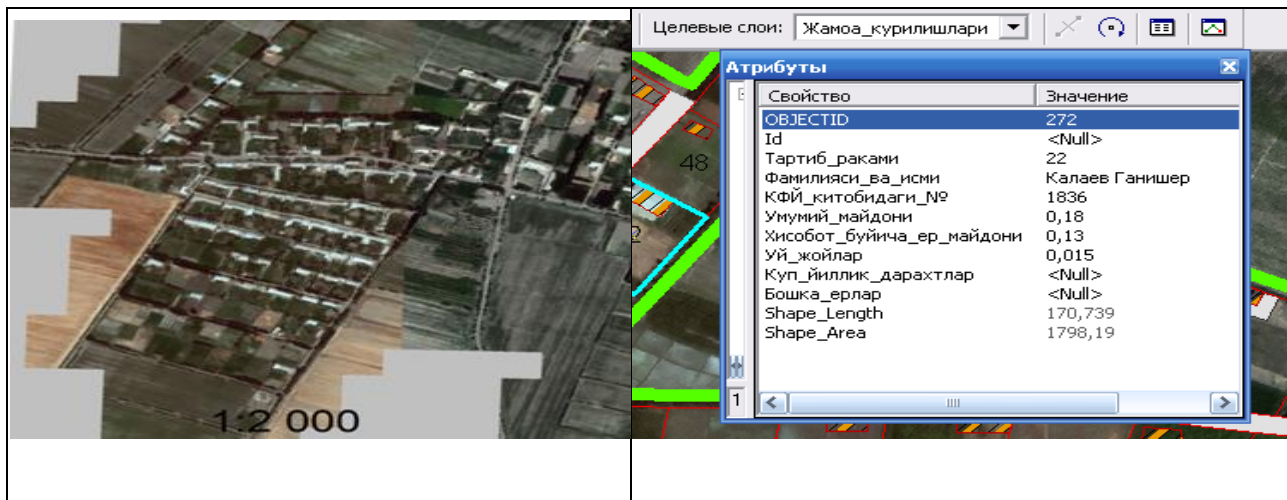 1:2 000
Целевые слои: Жамоа_курилишлари
Атрибуты
Свойство Значение
OBJECTID 272
Id <Null>
Тартиб_раками 22
Фамилияси_ва_исми Калаев Ганишер
КФЙ_китобидаги_№ 1836
Умумий_майдони 0,18
Хисобот_буйича_ер_майдони 0,13
Уй_жойлар 0,015
Куп_йиллик_дарахтлар <Null>
Бошка_ерлар <Null>
Shape_Length 170,739
Shape_Area 1798,19
1
48